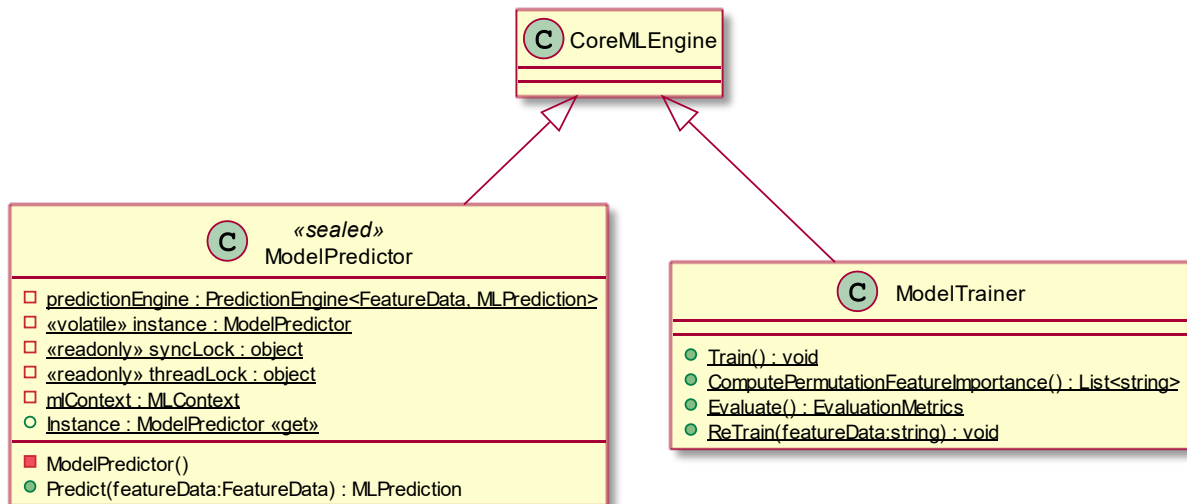 C CoreMLEngine
C «sealed»
ModelPredictor
predictionEngine : PredictionEngine<FeatureData, MLPrediction>
«volatile» instance : ModelPredictor
«readonly» syncLock : object
«readonly» threadLock : object
mlContext : MLContext
Instance : ModelPredictor «get»
ModelPredictor()
Predict(featureData:FeatureData) : MLPrediction
C ModelTrainer
Train() : void
ComputePermutationFeatureImportance() : List<string>
Evaluate() : EvaluationMetrics
ReTrain(featureData:string) : void